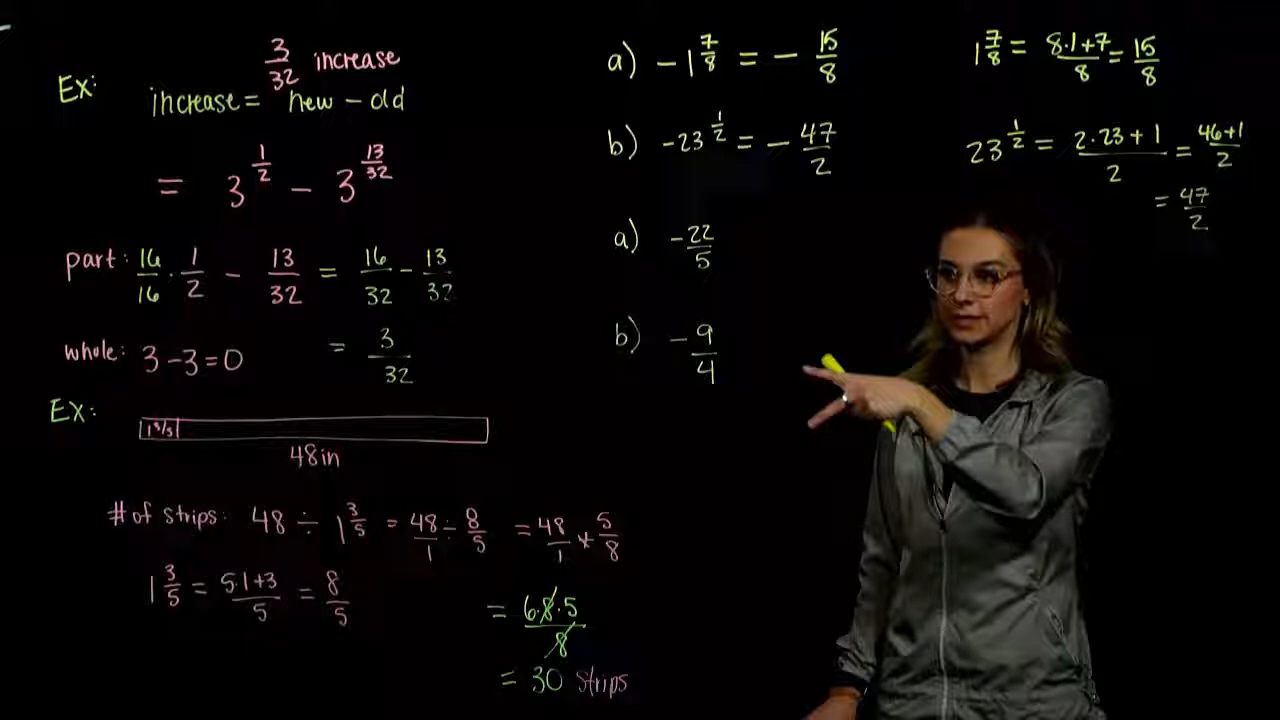 Ex:
3/32 increase
increase = new - old
= 3 1/2 - 3 13/32
part: 16/16 · 1/2 - 13/32 = 16/32 - 13/32
= 3/32
whole: 3 - 3 = 0
Ex:
1 3/5
48in
# of strips: 48 ÷ 1 3/5 = 48/1 ÷ 8/5 = 48/1 * 5/8
1 3/5 = 5·1+3/5 = 8/5
= 6·8·5/8
= 30 strips
a) -1 7/8 = - 15/8
1 7/8 = 8·1+7/8 = 15/8
b) -23 1/2 = - 47/2
23 1/2 = 2·23+1/2 = 46+1/2
= 47/2
a) -22/5
b) -9/4